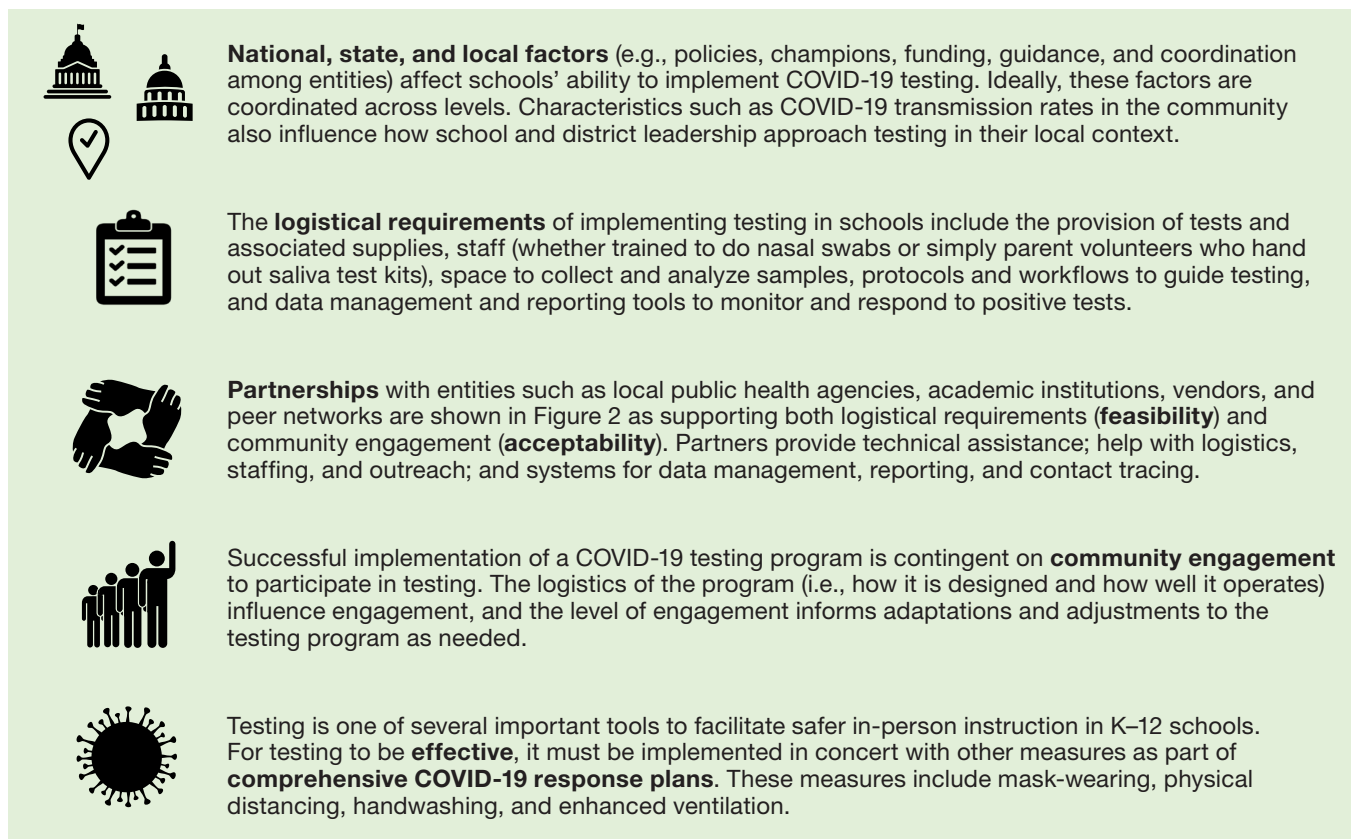 National, state, and local factors (e.g., policies, champions, funding, guidance, and coordination
among entities) affect schools’ ability to implement COVID-19 testing. Ideally, these factors are
coordinated across levels. Characteristics such as COVID-19 transmission rates in the community
also influence how school and district leadership approach testing in their local context.
The logistical requirements of implementing testing in schools include the provision of tests and
associated supplies, staff (whether trained to do nasal swabs or simply parent volunteers who hand
out saliva test kits), space to collect and analyze samples, protocols and workflows to guide testing,
and data management and reporting tools to monitor and respond to positive tests.
Partnerships with entities such as local public health agencies, academic institutions, vendors, and
peer networks are shown in Figure 2 as supporting both logistical requirements (feasibility) and
community engagement (acceptability). Partners provide technical assistance; help with logistics,
staffing, and outreach; and systems for data management, reporting, and contact tracing.
Successful implementation of a COVID-19 testing program is contingent on community engagement
to participate in testing. The logistics of the program (i.e., how it is designed and how well it operates)
influence engagement, and the level of engagement informs adaptations and adjustments to the
testing program as needed.
Testing is one of several important tools to facilitate safer in-person instruction in K–12 schools.
For testing to be effective, it must be implemented in concert with other measures as part of
comprehensive COVID-19 response plans. These measures include mask-wearing, physical
distancing, handwashing, and enhanced ventilation.